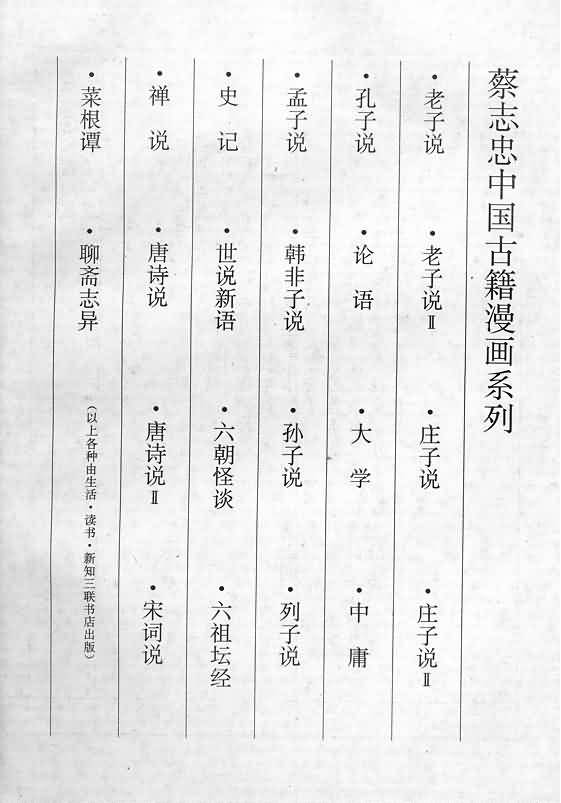 蔡志忠中国古籍漫画系列
•老子说 •老子说Ⅱ •庄子说 •庄子说Ⅱ
•孔子说 •论语 •大学 •中庸
•孟子说 •韩非子说 •孙子说 •列子说
•史记 •世说新语 •六朝怪谈 •六祖坛经
•禅说 •唐诗说 •唐诗说Ⅱ •宋词说
•菜根谭 •聊斋志异 (以上各种由生活·读书·新知三联书店出版)